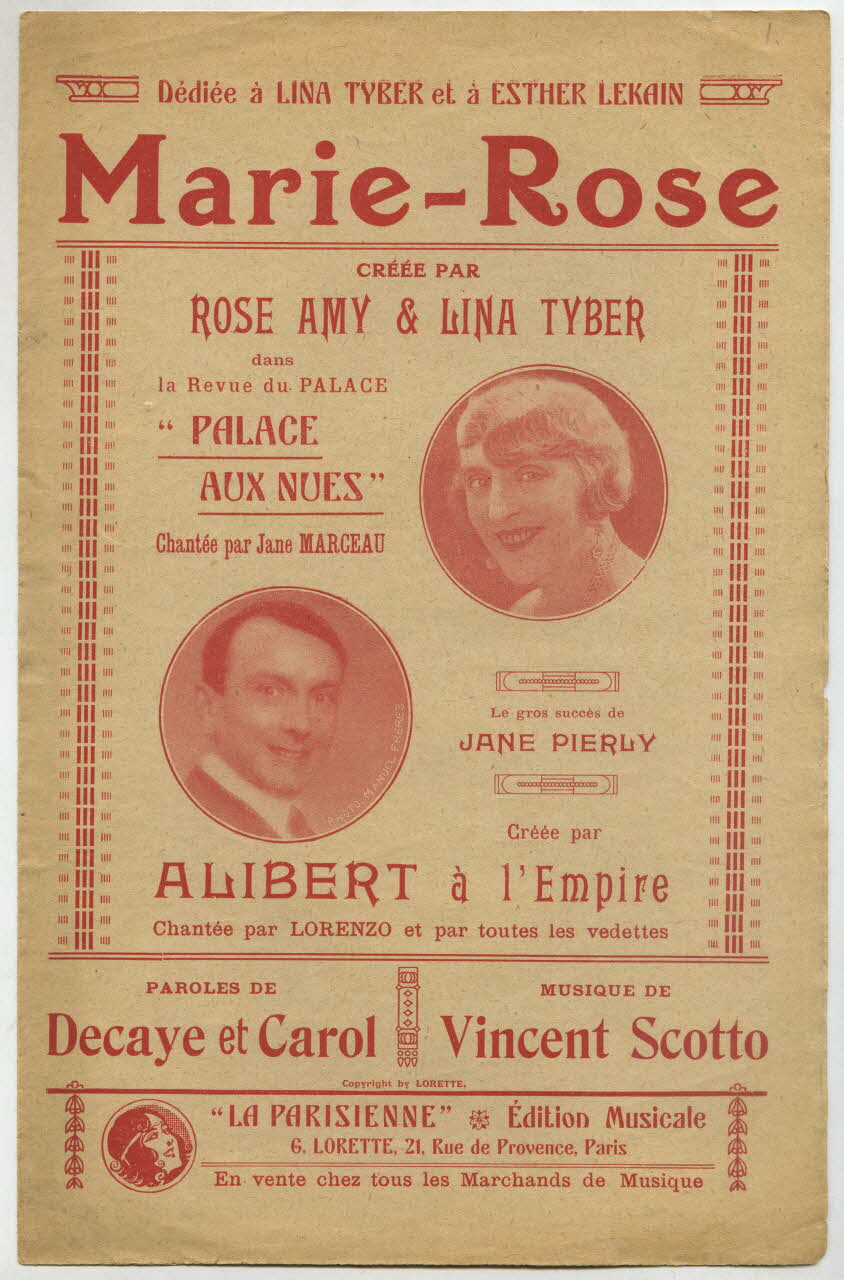 Dédiée à LINA TYBER et à ESTHER LEKAIN
Marie-Rose
CRÉÉE PAR
ROSE AMY & LINA TYBER
dans
la Revue du PALACE
“ PALACE
AUX NUES ”
Chantée par Jane MARCEAU
PHOTO. MANUEL FRÈRES
Le gros succès de
JANE PIERLY
Créée par
ALIBERT à l'Empire
Chantée par LORENZO et par toutes les vedettes
PAROLES DE
Decaye et Carol
MUSIQUE DE
Vincent Scotto
Copyright by LORETTE.
“LA PARISIENNE” Édition Musicale
G. LORETTE, 21, Rue de Provence, Paris
En vente chez tous les Marchands de Musique